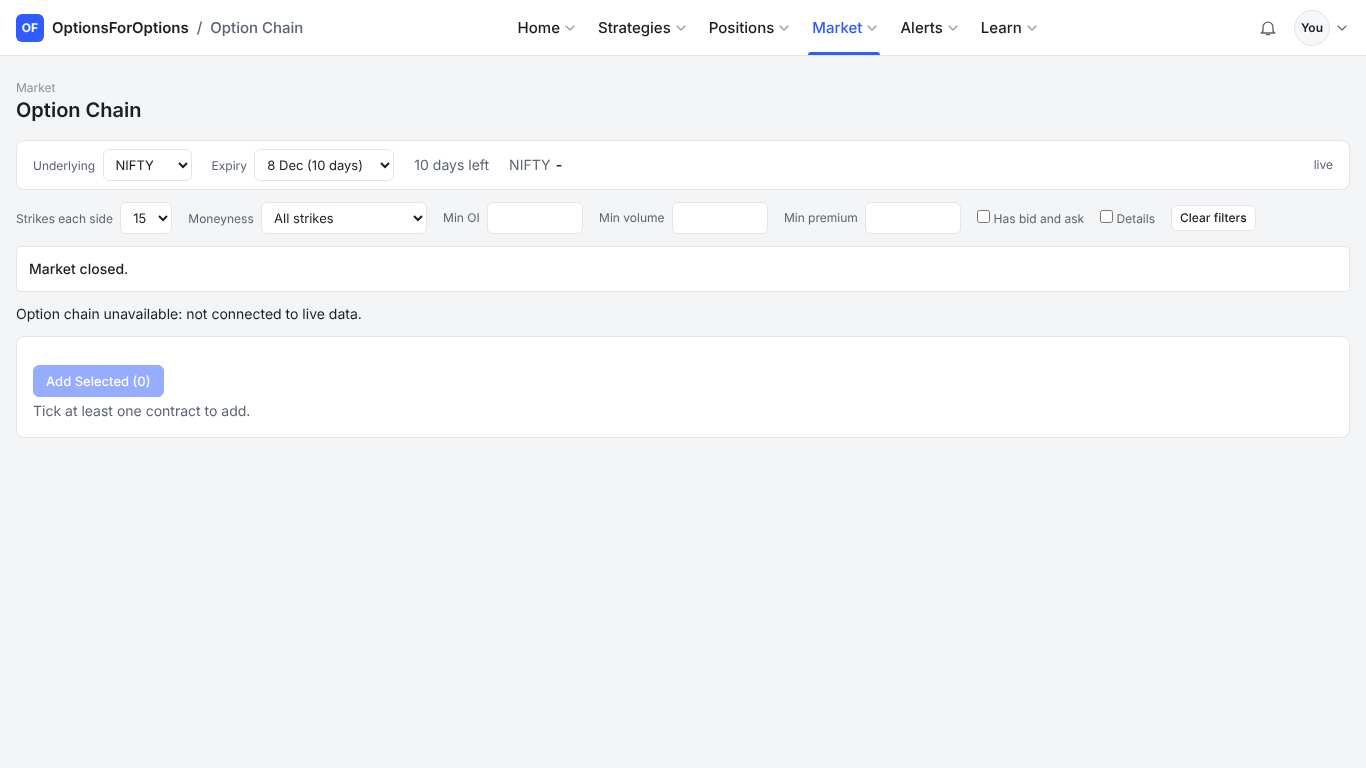 OF OptionsForOptions / Option Chain Home Strategies Positions Market Alerts Learn You
Market
Option Chain
Underlying NIFTY Expiry 8 Dec (10 days) 10 days left NIFTY - live
Strikes each side 15 Moneyness All strikes Min OI Min volume Min premium Has bid and ask Details Clear filters
Market closed.
Option chain unavailable: not connected to live data.
Add Selected (0)
Tick at least one contract to add.